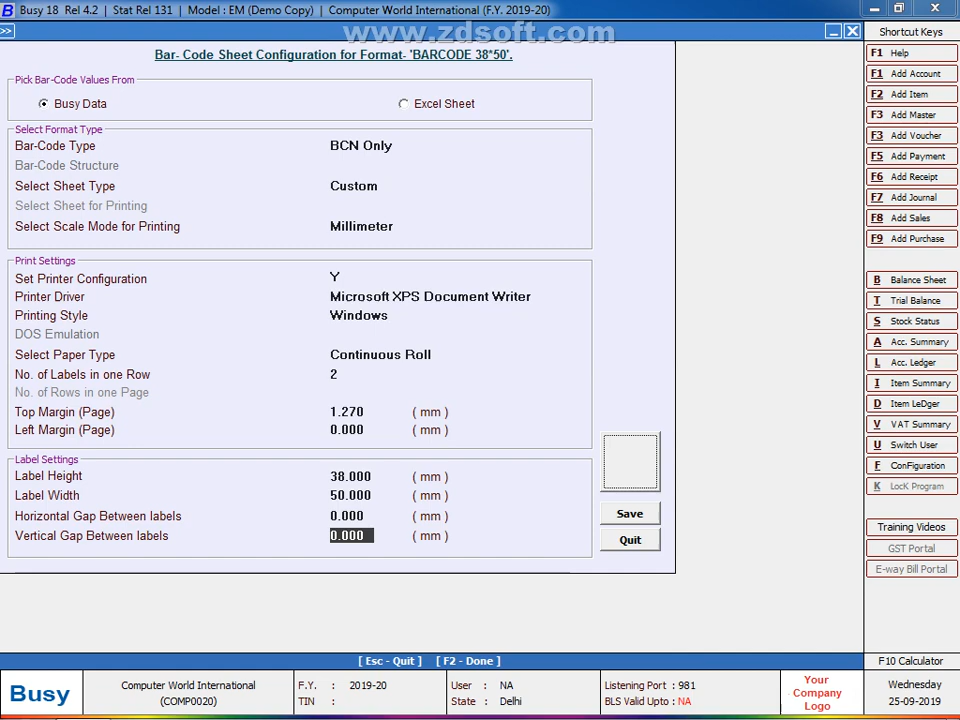 Busy 18 Rel 4.2 | Stat Rel 131 | Model : EM (Demo Copy) | Computer World International (F.Y. 2019-20)
www.zdsoft.com
>>
Bar- Code Sheet Configuration for Format- 'BARCODE 38*50'.
Pick Bar-Code Values From
Busy Data
Excel Sheet
Select Format Type
Bar-Code Type BCN Only
Bar-Code Structure
Select Sheet Type Custom
Select Sheet for Printing
Select Scale Mode for Printing Millimeter
Print Settings
Set Printer Configuration Y
Printer Driver Microsoft XPS Document Writer
Printing Style Windows
DOS Emulation
Select Paper Type Continuous Roll
No. of Labels in one Row 2
No. of Rows in one Page
Top Margin (Page) 1.270 ( mm )
Left Margin (Page) 0.000 ( mm )
Label Settings
Label Height 38.000 ( mm )
Label Width 50.000 ( mm )
Horizontal Gap Between labels 0.000 ( mm )
Vertical Gap Between labels 0.000 ( mm )
Save
Quit
Shortcut Keys
F1 Help
F1 Add Account
F2 Add Item
F3 Add Master
F3 Add Voucher
F5 Add Payment
F6 Add Receipt
F7 Add Journal
F8 Add Sales
F9 Add Purchase
B Balance Sheet
T Trial Balance
S Stock Status
A Acc. Summary
L Acc. Ledger
I Item Summary
D Item LeDger
V VAT Summary
U Switch User
F ConFiguration
K LocK Program
Training Videos
GST Portal
E-way Bill Portal
[ Esc - Quit ] [ F2 - Done ]
F10 Calculator
Busy
Computer World International
(COMP0020)
F.Y. : 2019-20
TIN :
User : NA
State : Delhi
Listening Port : 981
BLS Valid Upto : NA
Your
Company
Logo
Wednesday
25-09-2019